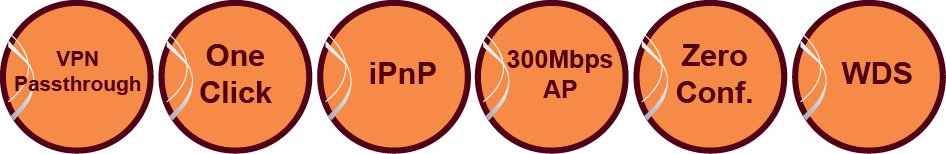 VPN
Passthrough
One
Click
iPnP
300Mbps
AP
Zero
Conf.
WDS